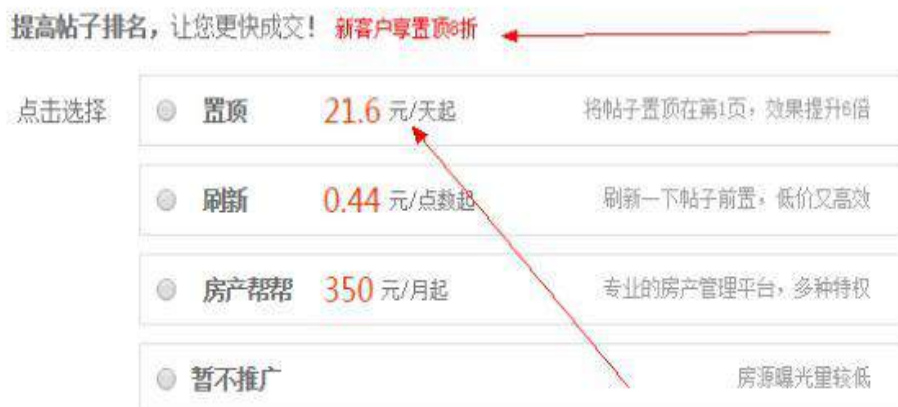 提高帖子排名，让您更快成交！ 新客户享置顶8折
点击选择 置顶 21.6 元/天起 将帖子置顶在第1页，效果提升6倍
刷新 0.44 元/点数起 刷新一下帖子前置，低价又高效
房产帮帮 350 元/月起 专业的房产管理平台，多种特权
暂不推广 房源曝光量较低